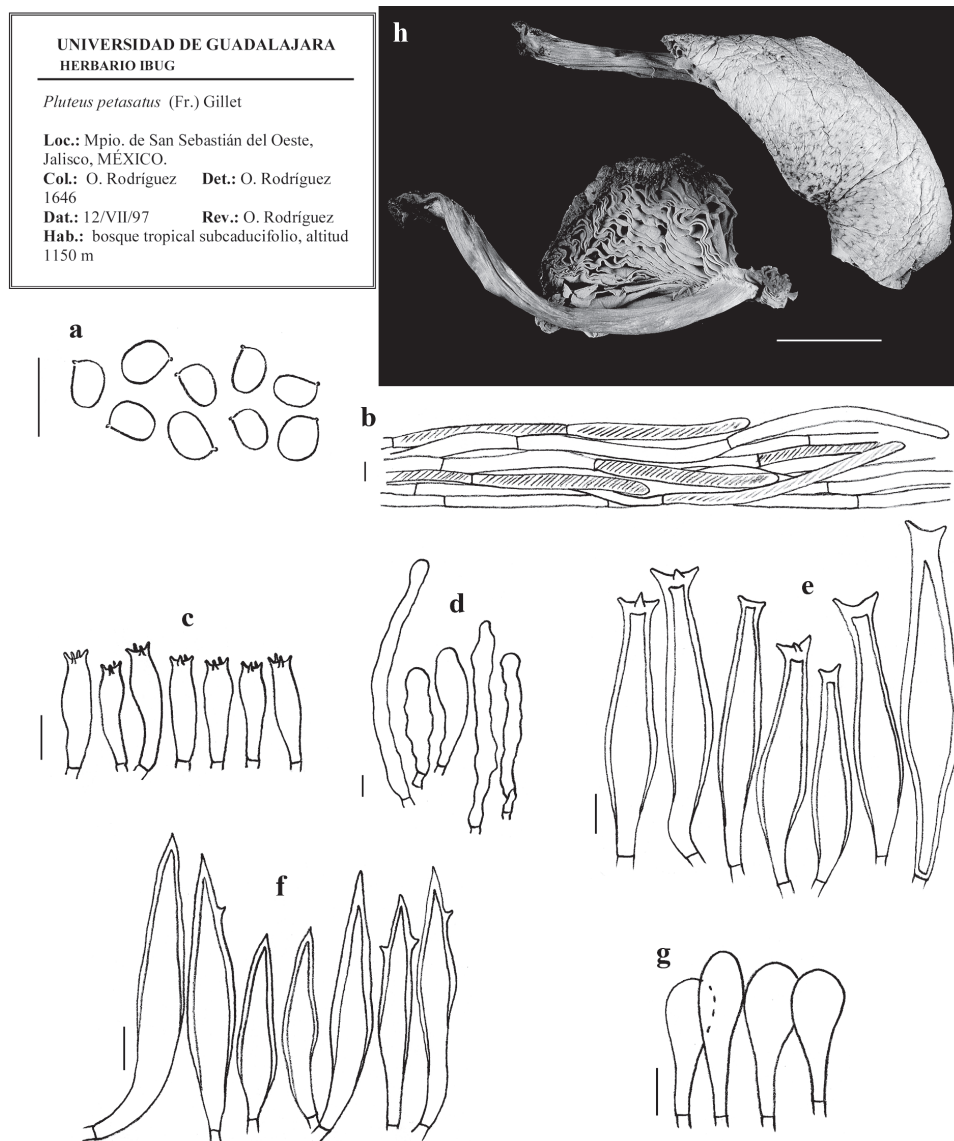 UNIVERSIDAD DE GUADALAJARA
HERBARIO IBUG
Pluteus petasatus (Fr.) Gillet
Loc.: Mpio. de San Sebastián del Oeste,
Jalisco, MÉXICO.
Col.: O. Rodríguez Det.: O. Rodríguez
1646
Dat.: 12/VII/97 Rev.: O. Rodríguez
Hab.: bosque tropical subcaducifolio, altitud
1150 m
h
a
b
c
d
e
f
g